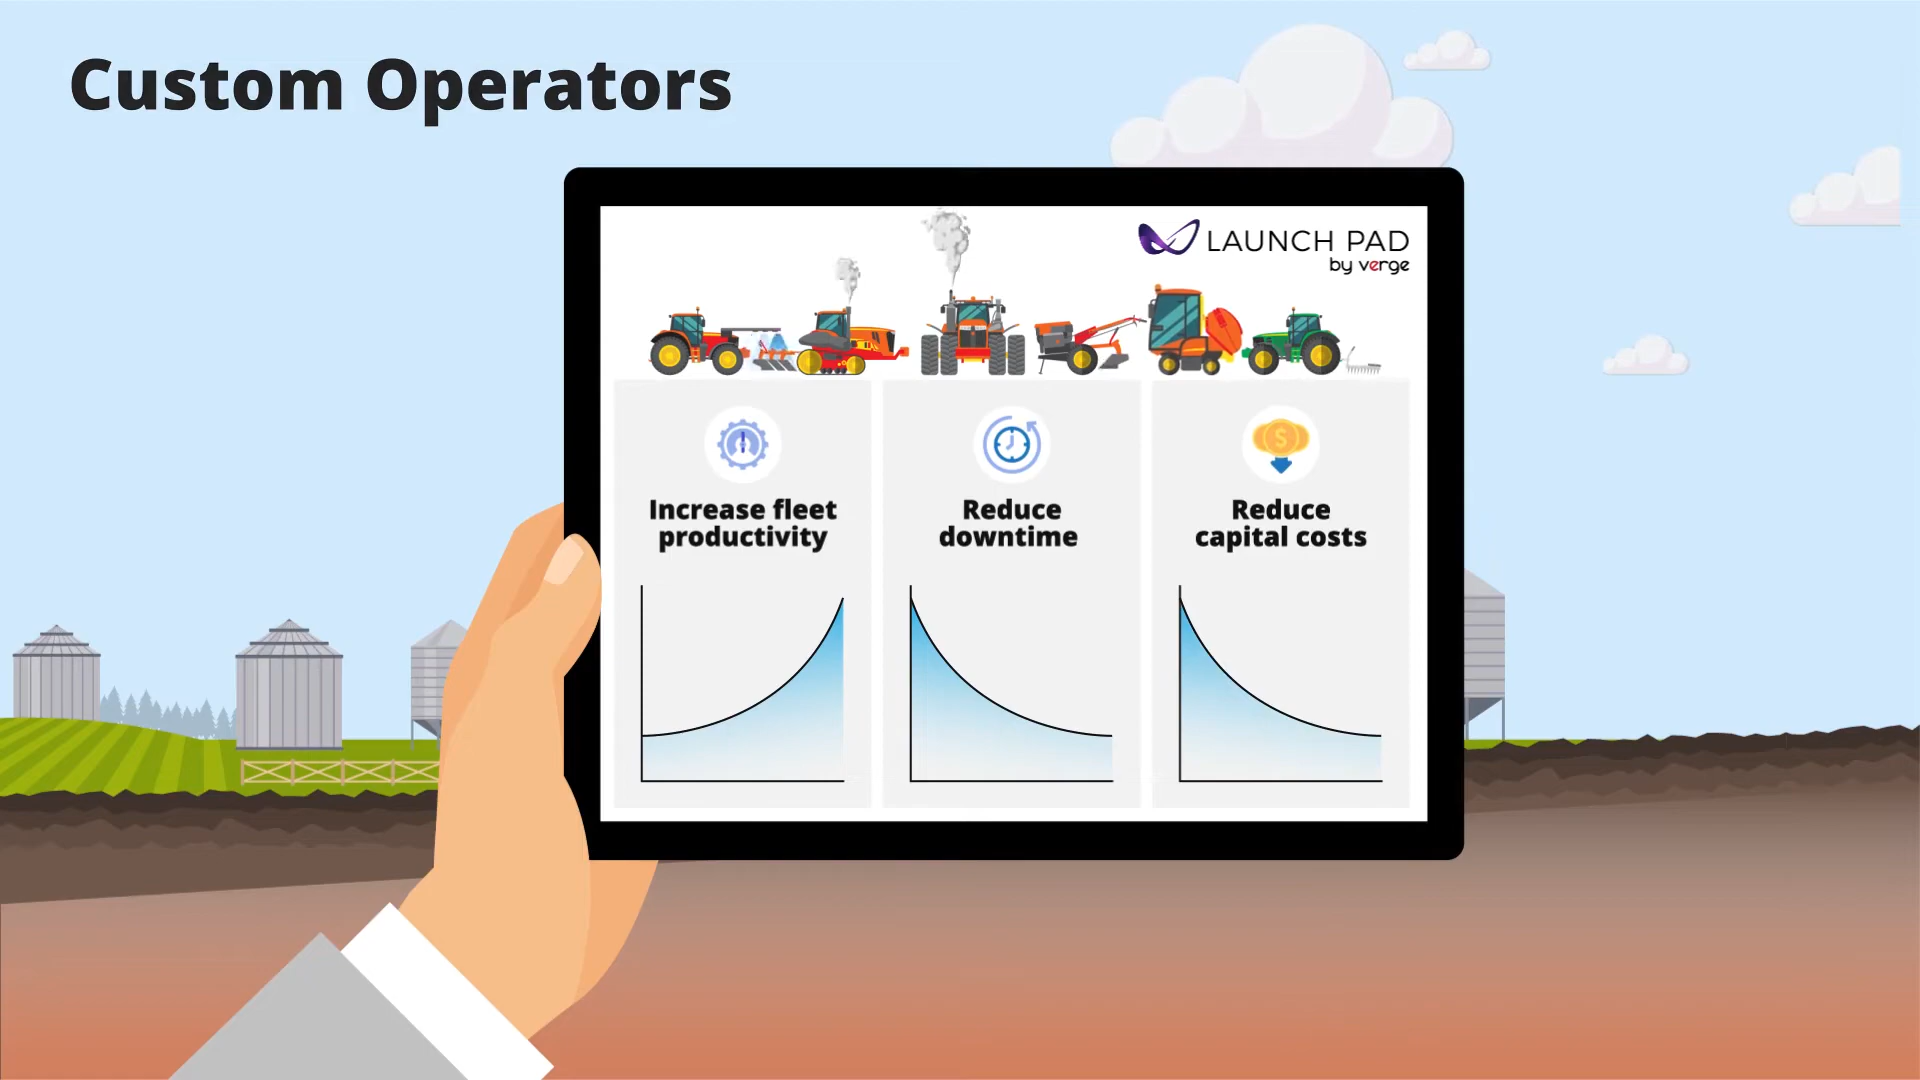 Custom Operators
LAUNCH PAD
by verge
Increase fleet
productivity
Reduce
downtime
Reduce
capital costs
$